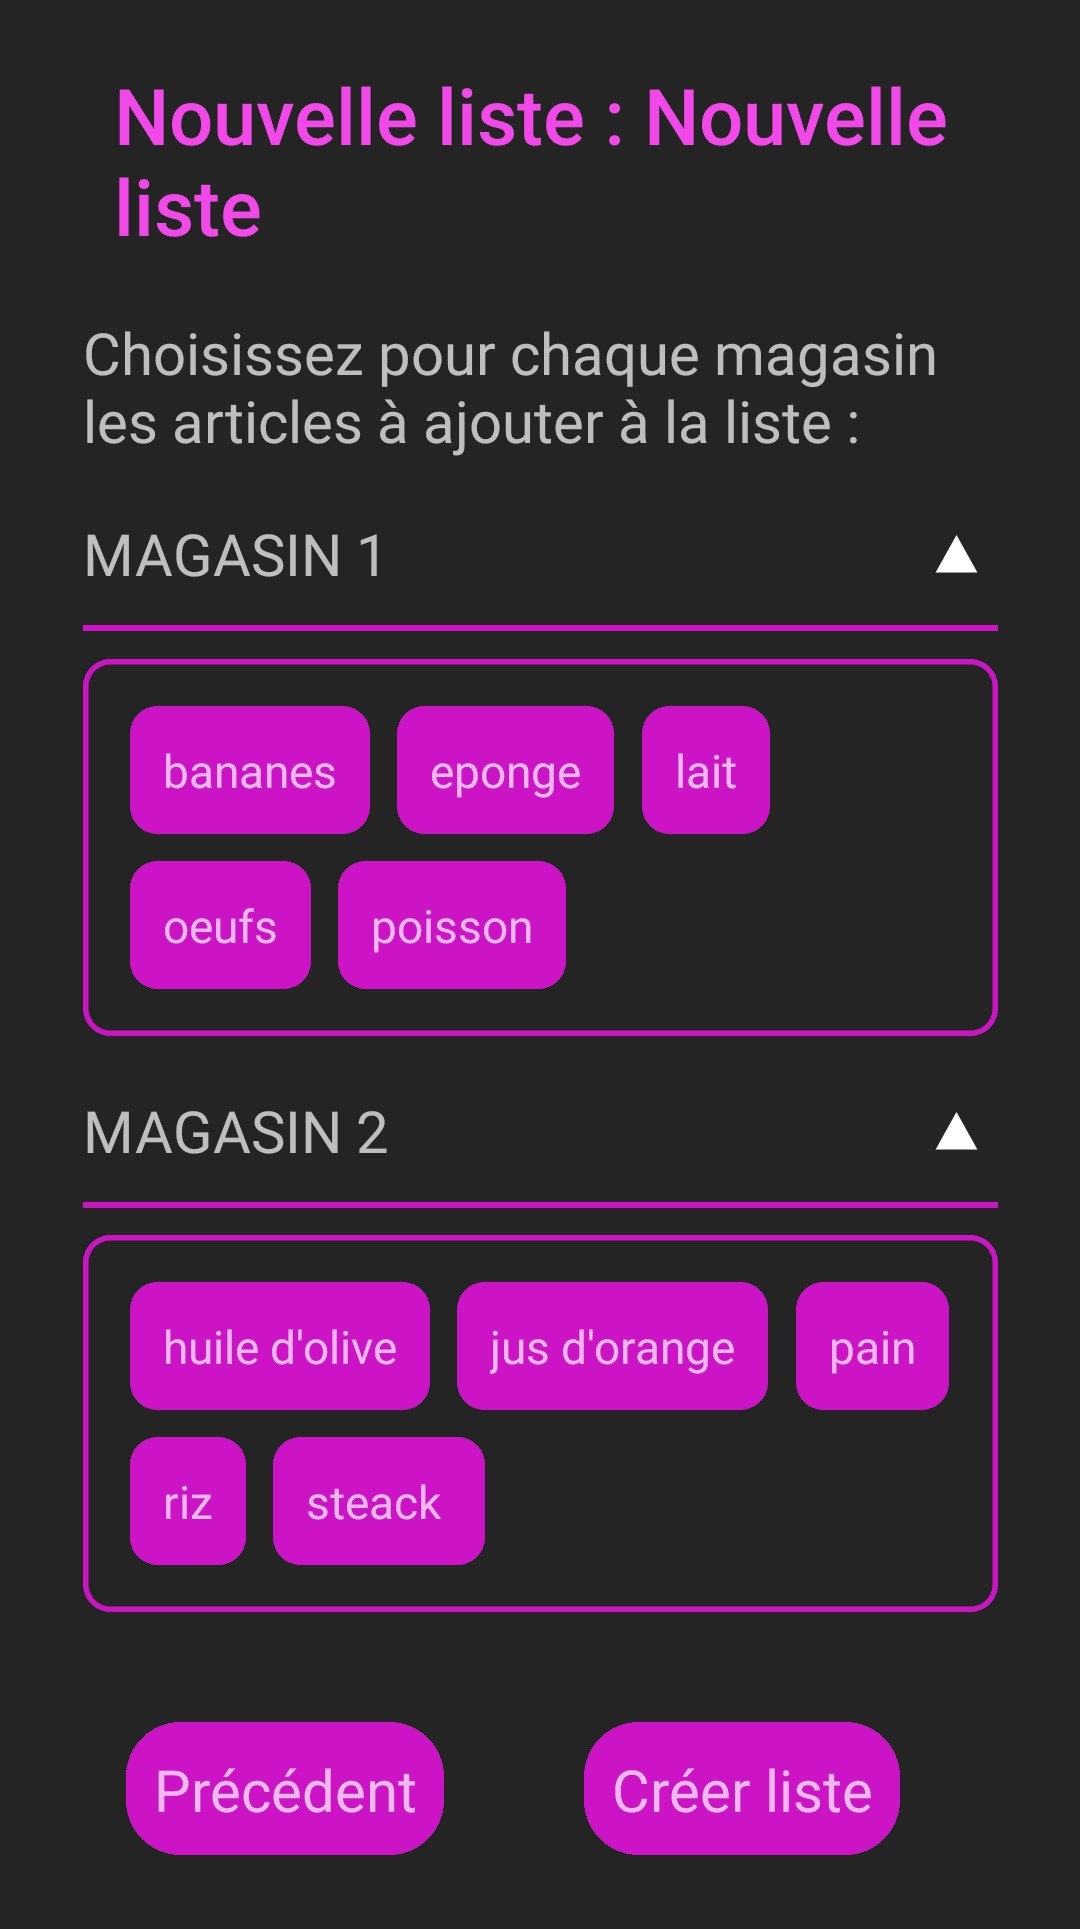 Nouvelle liste : Nouvelle
liste
Choisissez pour chaque magasin
les articles à ajouter à la liste :
MAGASIN 1
bananes eponge lait
oeufs poisson
MAGASIN 2
huile d'olive jus d'orange pain
riz steack
Précédent Créer liste